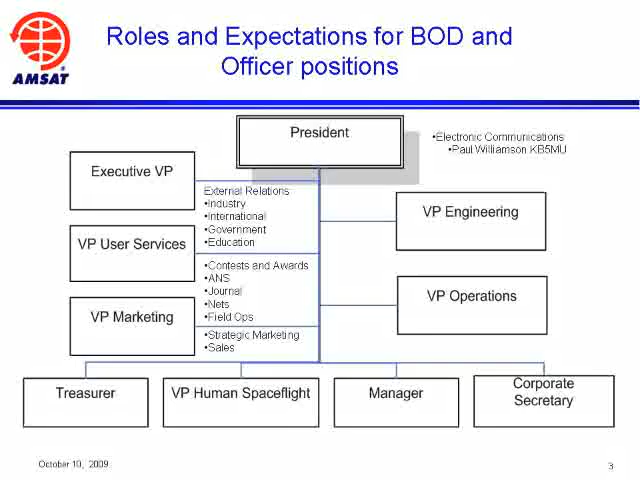 AMSAT
Roles and Expectations for BOD and
Officer positions
President
•Electronic Communications
•Paul Williamson KB5MU
Executive VP
External Relations
•Industry
•International
•Government
•Education
VP Engineering
VP User Services
•Contests and Awards
•ANS
•Journal
•Nets
•Field Ops
VP Operations
VP Marketing
•Strategic Marketing
•Sales
Treasurer
VP Human Spaceflight
Manager
Corporate
Secretary
October 10, 2009
3